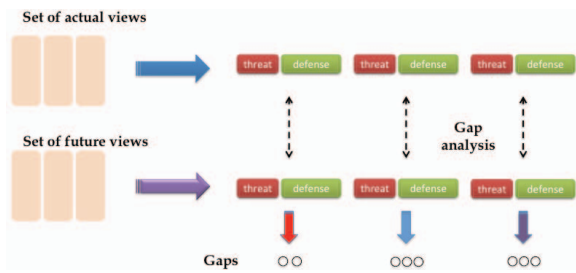 Set of actual views
threat defense threat defense threat defense
Gap
analysis
Set of future views
threat defense threat defense threat defense
Gaps